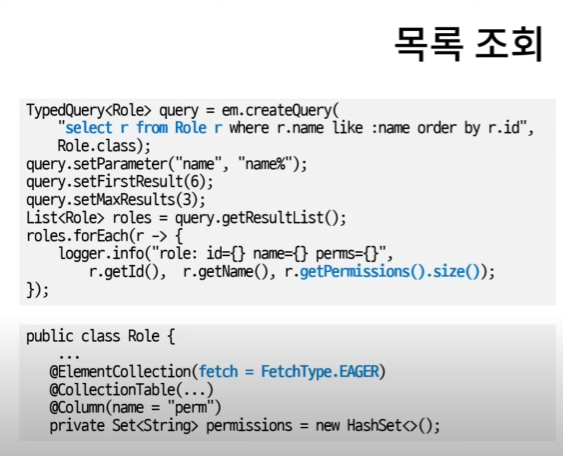 목록 조회
TypedQuery<Role> query = em.createQuery(
"select r from Role r where r.name like :name order by r.id",
Role.class);
query.setParameter("name", "name%");
query.setFirstResult(6);
query.setMaxResults(3);
List<Role> roles = query.getResultList();
roles.forEach(r -> {
logger.info("role: id={} name={} perms={}",
r.getId(), r.getName(), r.getPermissions().size());
});
public class Role {
...
@ElementCollection(fetch = FetchType.EAGER)
@CollectionTable(...)
@Column(name = "perm")
private Set<String> permissions = new HashSet<>();